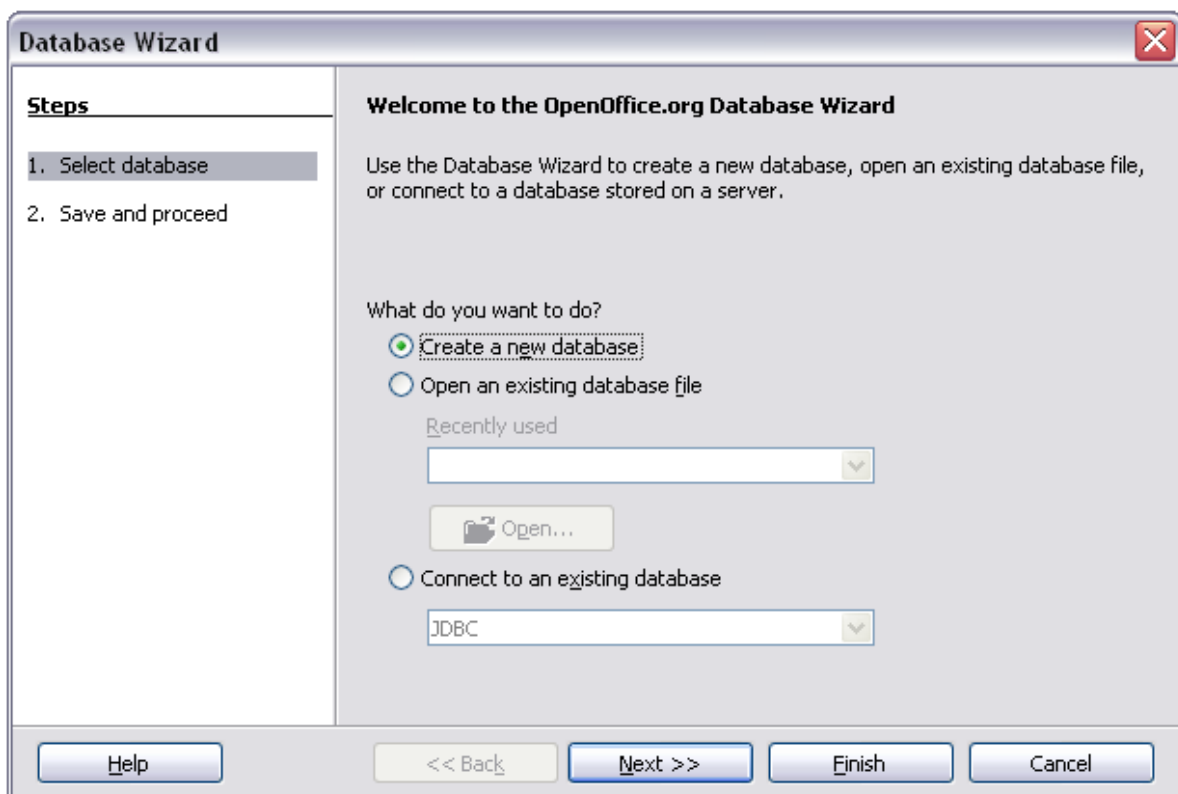 Database Wizard
Steps
1. Select database
2. Save and proceed
Welcome to the OpenOffice.org Database Wizard
Use the Database Wizard to create a new database, open an existing database file,
or connect to a database stored on a server.
What do you want to do?
Create a new database
Open an existing database file
Recently used
Open...
Connect to an existing database
JDBC
Help
<< Back
Next >>
Finish
Cancel